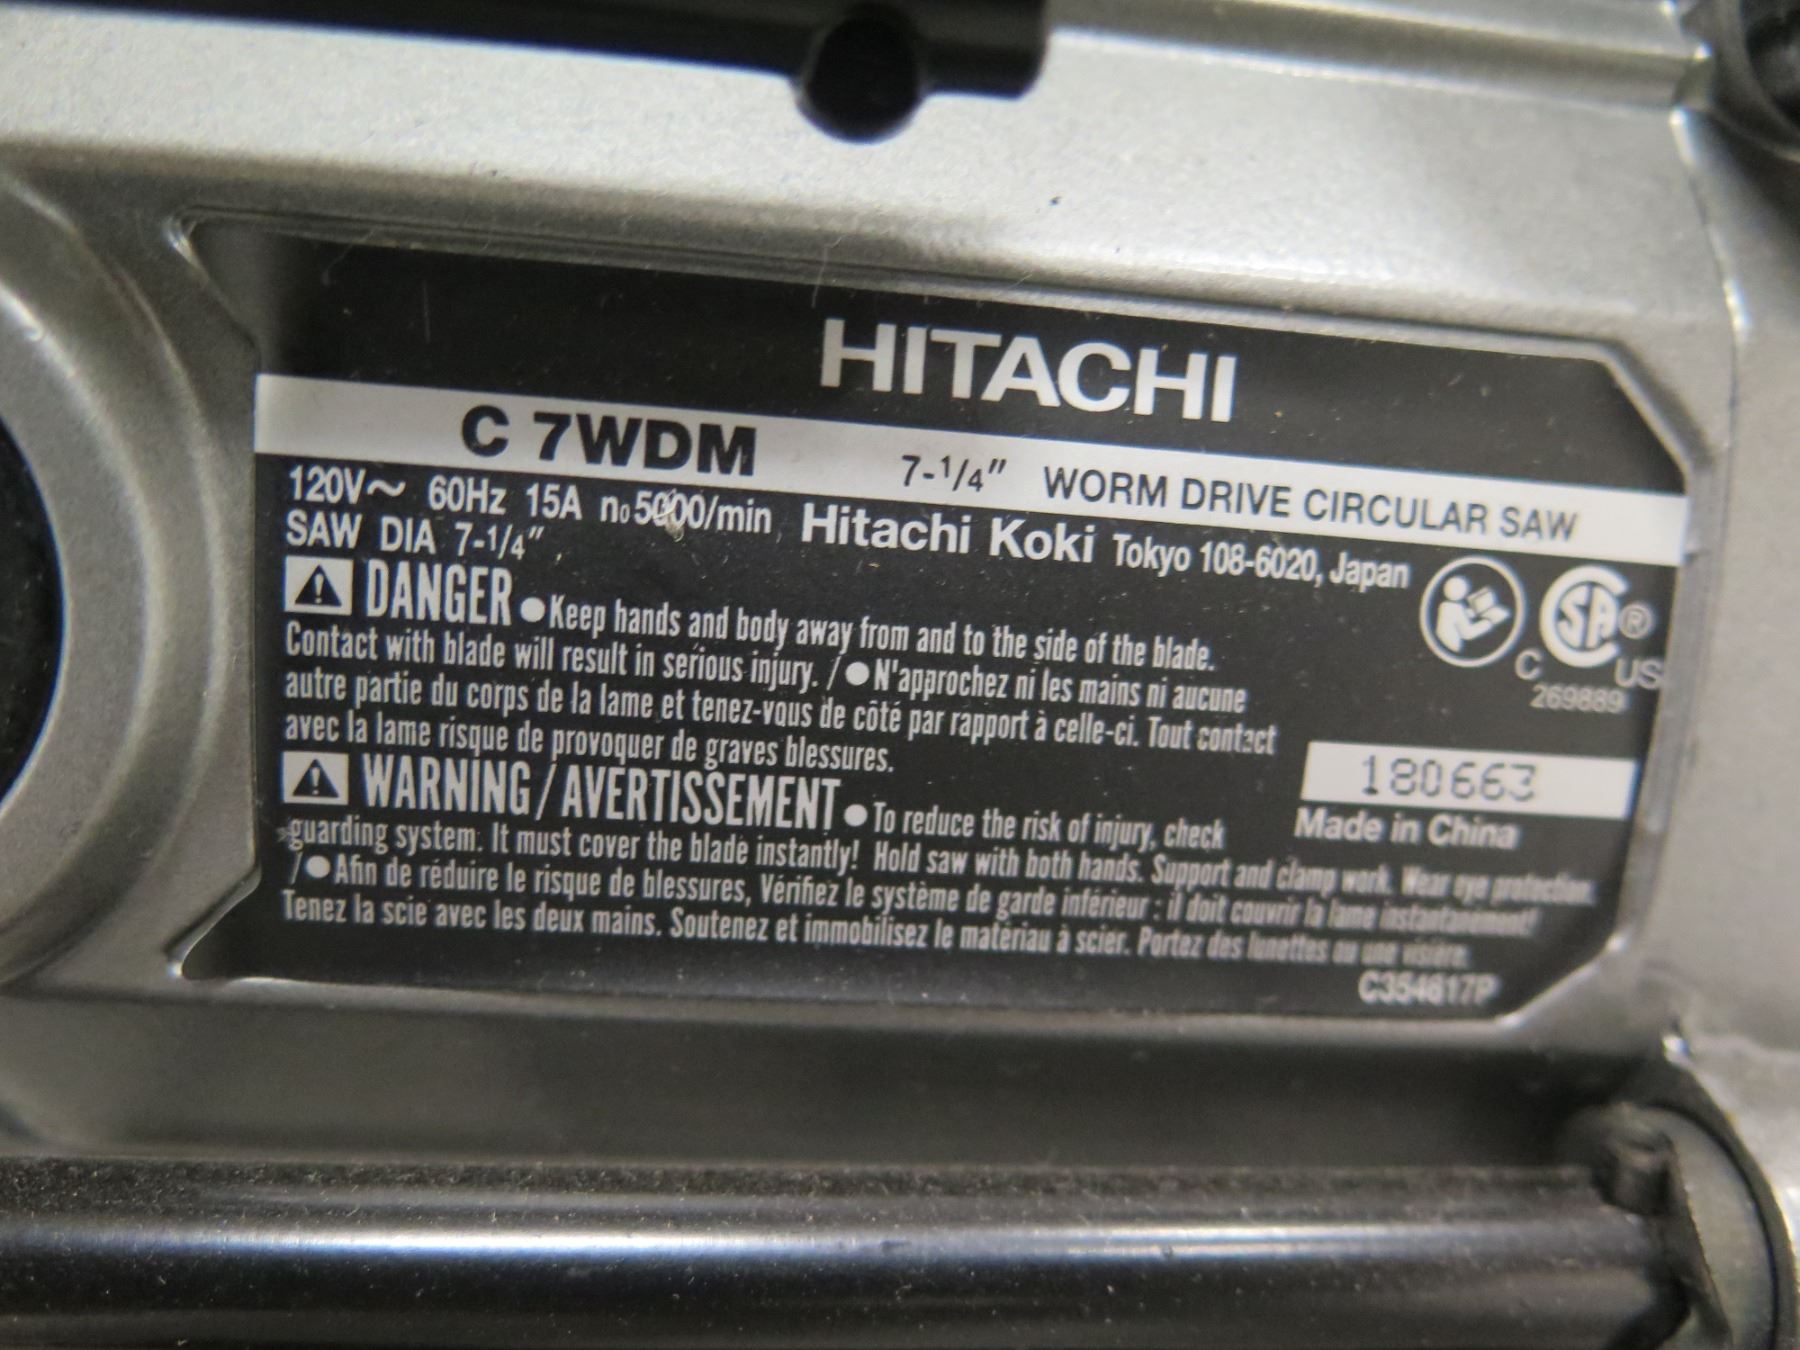 HITACHI
C 7WDM 7-1/4" WORM DRIVE CIRCULAR SAW
120V~ 60Hz 15A n₀5000/min Hitachi Koki Tokyo 108-6020, Japan
SAW DIA 7-1/4"
DANGER ●Keep hands and body away from and to the side of the blade.
Contact with blade will result in serious injury. /●N'approchez ni les mains ni aucune
autre partie du corps de la lame et tenez-vous de côté par rapport à celle-ci. Tout contact
avec la lame risque de provoquer de graves blessures.
SA®
C US
269889
180663
Made in China
WARNING/AVERTISSEMENT ●To reduce the risk of injury, check
guarding system. It must cover the blade instantly! Hold saw with both hands. Support and clamp work. Wear eye protection.
/●Afin de réduire le risque de blessures, Vérifiez le système de garde inférieur : il doit couvrir la lame instantanément!
Tenez la scie avec les deux mains. Soutenez et immobilisez le matériau à scier. Portez des lunettes ou une visière.
C354617P